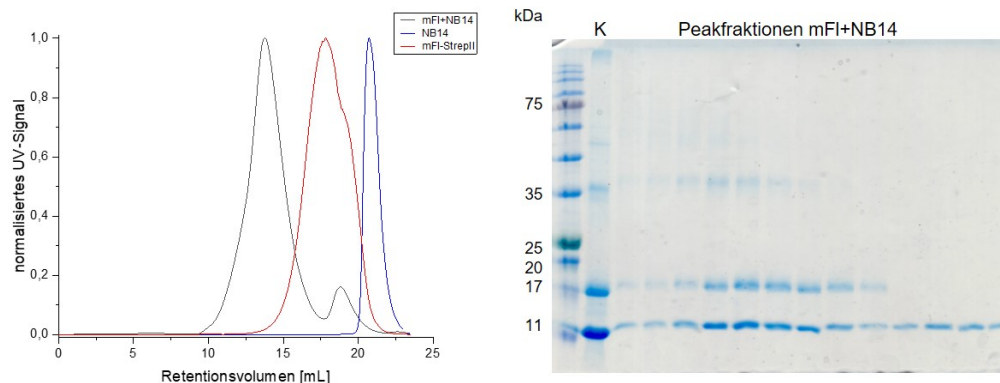 mFI+NB14
NB14
mFI-StrepII
normalisiertes UV-Signal
1,0
0,8
0,6
0,4
0,2
0,0
0
5
10
15
20
25
Retentionsvolumen [mL]
kDa
K
Peakfraktionen mFI+NB14
75
35
25
20
17
11